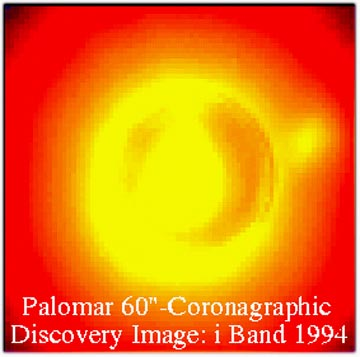 Palomar 60"-Coronagraphic
Discovery Image: i Band 1994